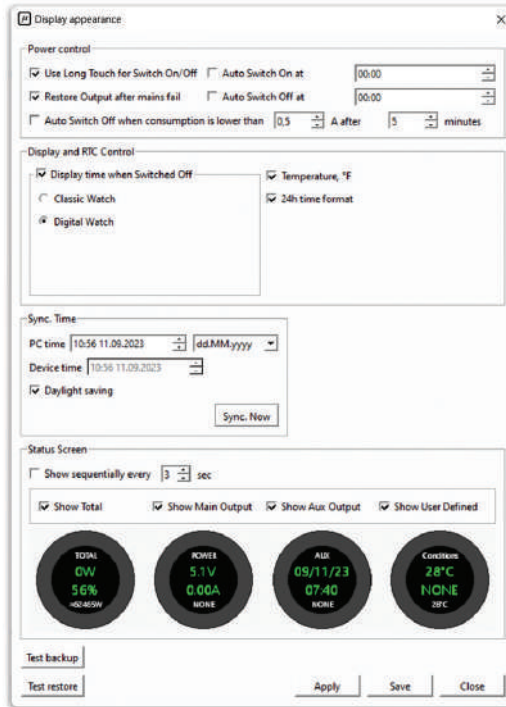 Display appearance
Power control
Use Long Touch for Switch On/Off Auto Switch On at 00:00
Restore Output after mains fail Auto Switch Off at 00:00
Auto Switch Off when consumption is lower than 0,5 A after 5 minutes
Display and RTC Control
Display time when Switched Off Temperature, °F
Classic Watch 24h time format
Digital Watch
Sync. Time
PC time 10:56 11.09.2023 dd.MM.yyyy
Device time 10:56 11.09.2023
Daylight saving
Sync. Now
Status Screen
Show sequentially every 3 sec
Show Total Show Main Output Show Aux Output Show User Defined
TOTAL POWER AUX Conditions
0W 5.1V 09/11/23 28°C
56% 0.00A 07:40 NONE
≈62465W NONE NONE 28°C
Test backup
Test restore Apply Save Close